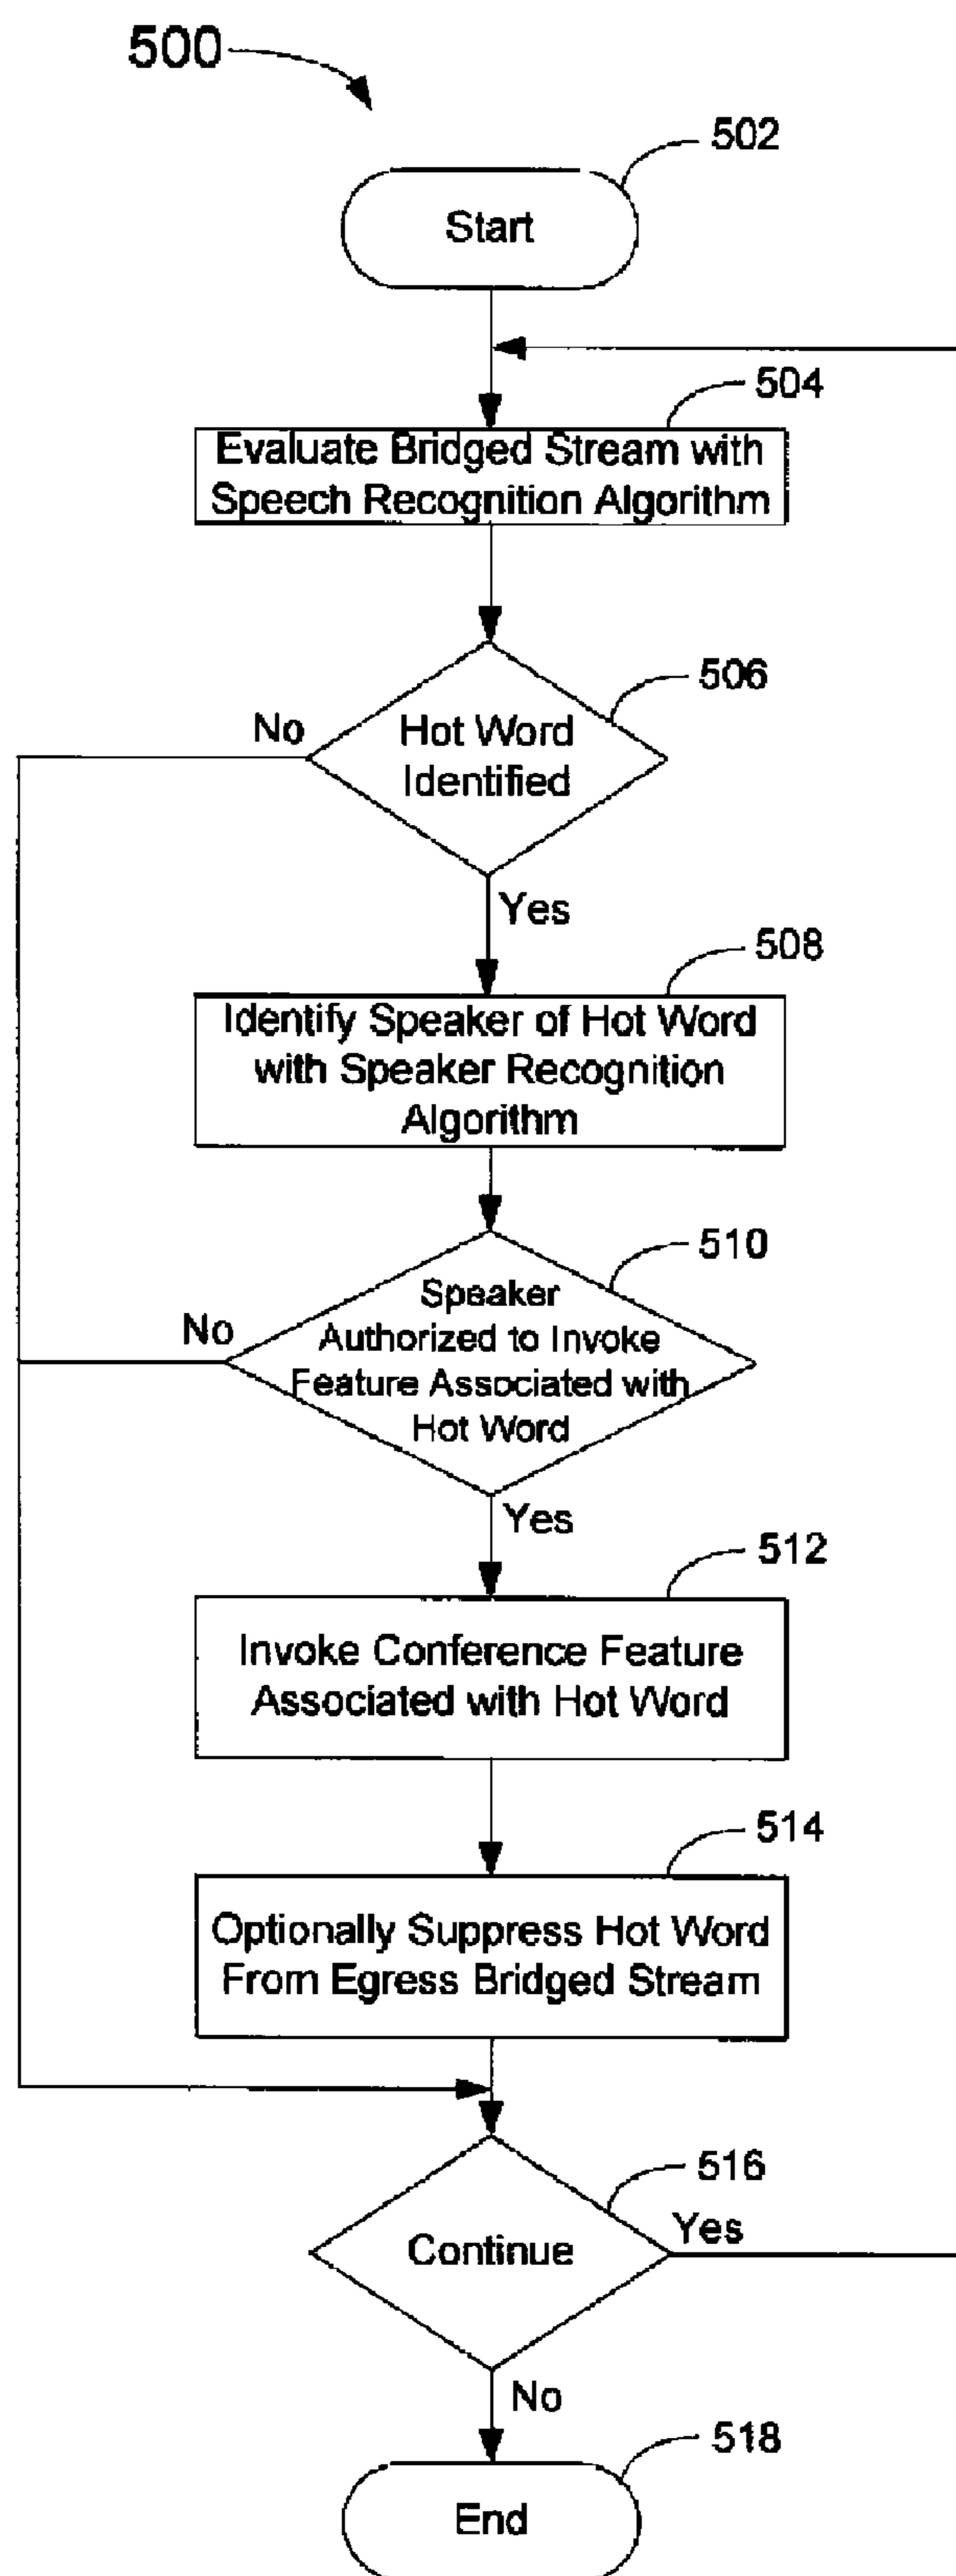 500
502
Start
504
Evaluate Bridged Stream with
Speech Recognition Algorithm
506
No
Hot Word
Identified
Yes
508
Identify Speaker of Hot Word
with Speaker Recognition
Algorithm
510
No
Speaker
Authorized to Invoke
Feature Associated with
Hot Word
Yes
512
Invoke Conference Feature
Associated with Hot Word
514
Optionally Suppress Hot Word
From Egress Bridged Stream
516
Continue
Yes
No
518
End